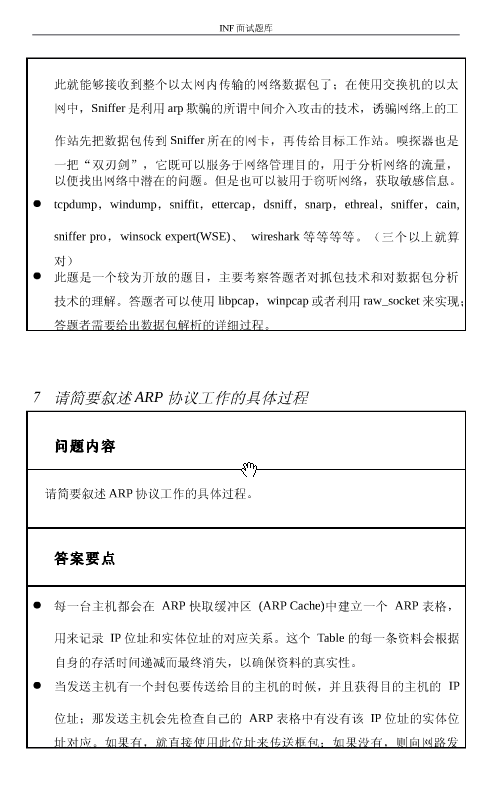 INF 面试题库
此就能够接收到整个以太网内传输的网络数据包了；在使用交换机的以太
网中，Sniffer 是利用 arp 欺骗的所谓中间介入攻击的技术，诱骗网络上的工
作站先把数据包传到 Sniffer 所在的网卡，再传给目标工作站。嗅探器也是
一把“双刃剑”，它既可以服务于网络管理目的，用于分析网络的流量，
以便找出网络中潜在的问题。但是也可以被用于窃听网络，获取敏感信息。
● tcpdump，windump，sniffit，ettercap，dsniff，snarp，ethreal，sniffer，cain,
sniffer pro，winsock expert(WSE)、 wireshark 等等等等。（三个以上就算
对）
● 此题是一个较为开放的题目，主要考察答题者对抓包技术和对数据包分析
技术的理解。答题者可以使用 libpcap，winpcap 或者利用 raw_socket 来实现;
答题者需要给出数据包解析的详细过程。
7 请简要叙述 ARP 协议工作的具体过程
问题内容
请简要叙述 ARP 协议工作的具体过程。
答案要点
● 每一台主机都会在 ARP 快取缓冲区 (ARP Cache)中建立一个 ARP 表格，
用来记录 IP 位址和实体位址的对应关系。这个 Table 的每一条资料会根据
自身的存活时间递减而最终消失，以确保资料的真实性。
● 当发送主机有一个封包要传送给目的主机的时候，并且获得目的主机的 IP
位址；那发送主机会先检查自己的 ARP 表格中有没有该 IP 位址的实体位
址对应。如果有，就直接使用此位址来传送框包；如果没有，则向网路发